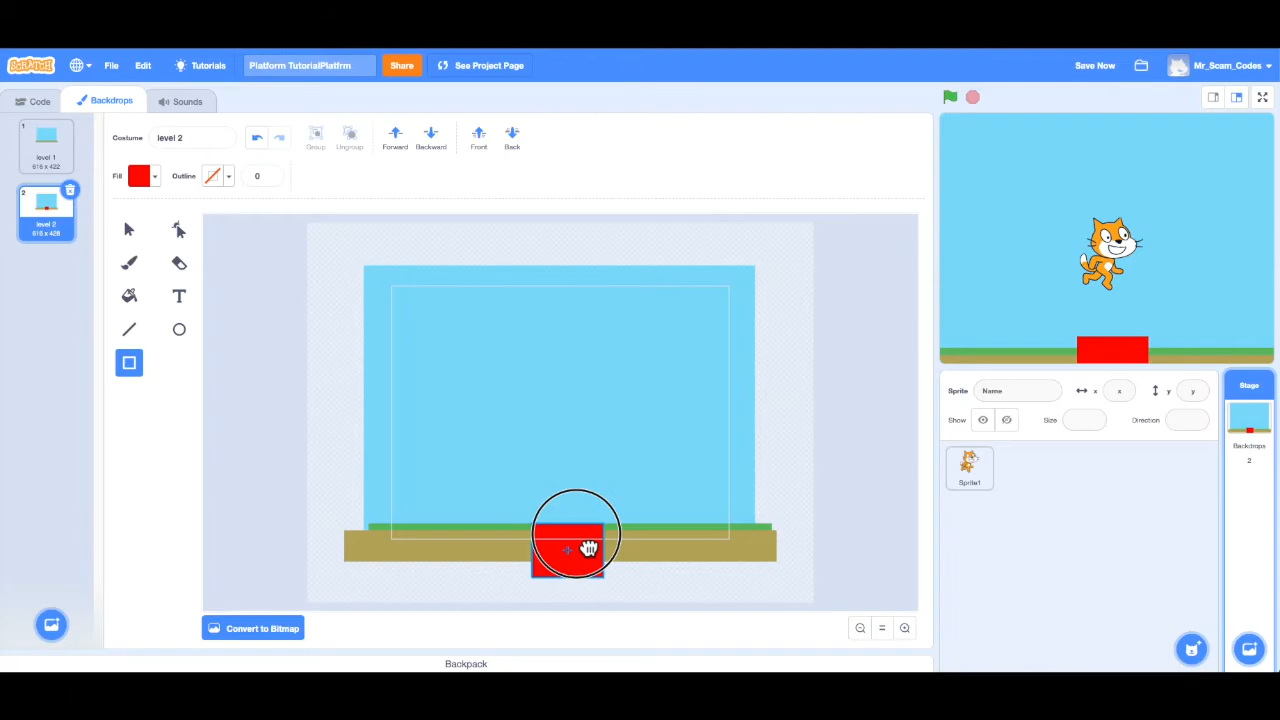 SCRATCH
File
Edit
Tutorials
Platform TutorialPlatfrm
Share
See Project Page
Save Now
Mr_Scam_Codes
Code
Backdrops
Sounds
1
level 1
616 x 422
2
level 2
616 x 428
Costume
level 2
Group
Ungroup
Forward
Backward
Front
Back
Fill
Outline
0
T
Convert to Bitmap
Backpack
Sprite
Name
x
x
y
y
Show
Size
Direction
Sprite1
Stage
Backdrops
2